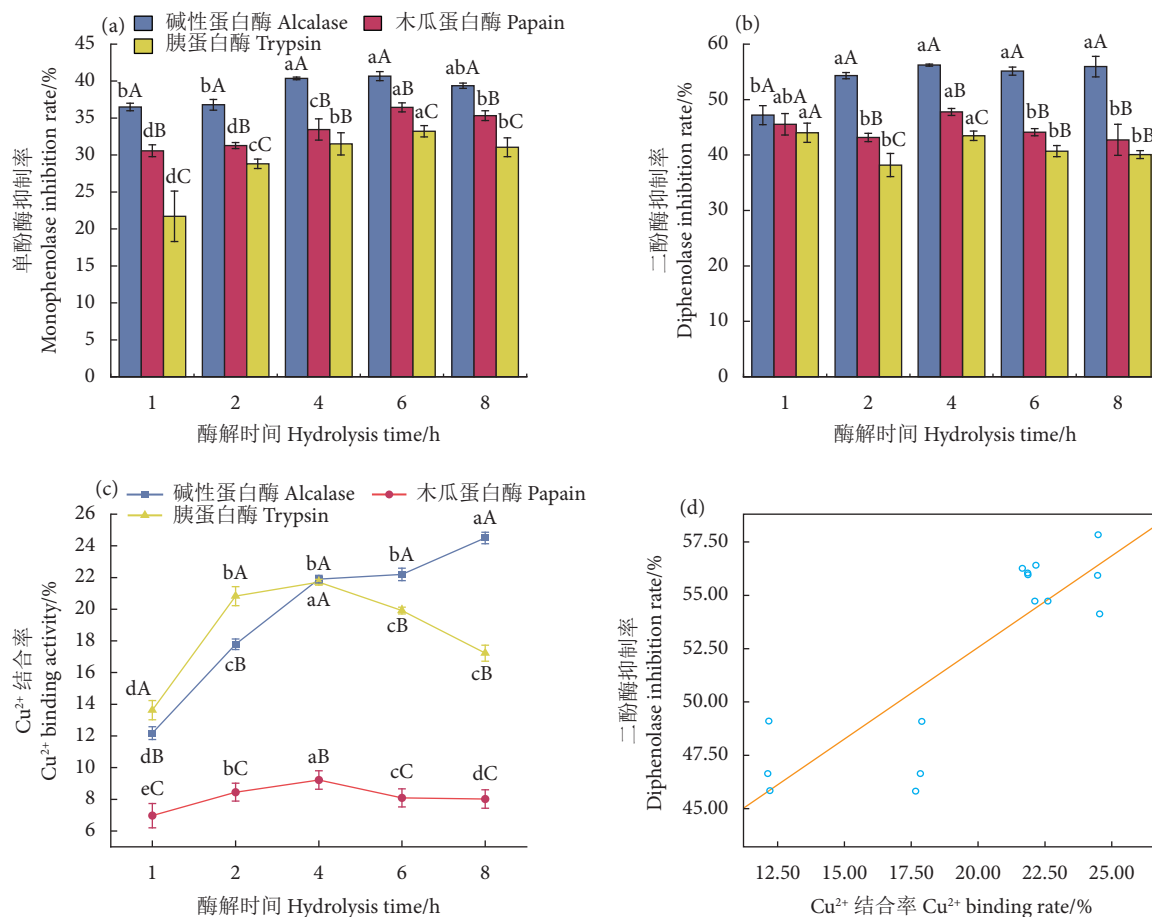 (a)
碱性蛋白酶 Alcalase
木瓜蛋白酶 Papain
胰蛋白酶 Trypsin
单酚酶抑制率
Monophenolase inhibition rate/%
45
40
35
30
25
20
15
10
5
0
bA
dB
dC
bA
dB
cC
aA
cB
bB
aA
aB
aC
abA
bB
bC
1
2
4
6
8
酶解时间 Hydrolysis time/h
(b)
二酚酶抑制率
Diphenolase inhibition rate/%
60
50
40
30
20
10
0
bA
abA
aA
aA
bB
bC
aA
aB
aC
aA
bB
bB
aA
bB
bB
1
2
4
6
8
酶解时间 Hydrolysis time/h
(c)
碱性蛋白酶 Alcalase
木瓜蛋白酶 Papain
胰蛋白酶 Trypsin
Cu²⁺ 结合率
Cu²⁺ binding activity/%
26
24
22
20
18
16
14
12
10
8
6
dA
dB
eC
bA
cB
bC
bA
aA
aB
bA
cB
cC
aA
cB
dC
1
2
4
6
8
酶解时间 Hydrolysis time/h
(d)
二酚酶抑制率
Diphenolase inhibition rate/%
57.50
55.00
52.50
50.00
47.50
45.00
12.50
15.00
17.50
20.00
22.50
25.00
Cu²⁺ 结合率 Cu²⁺ binding rate/%